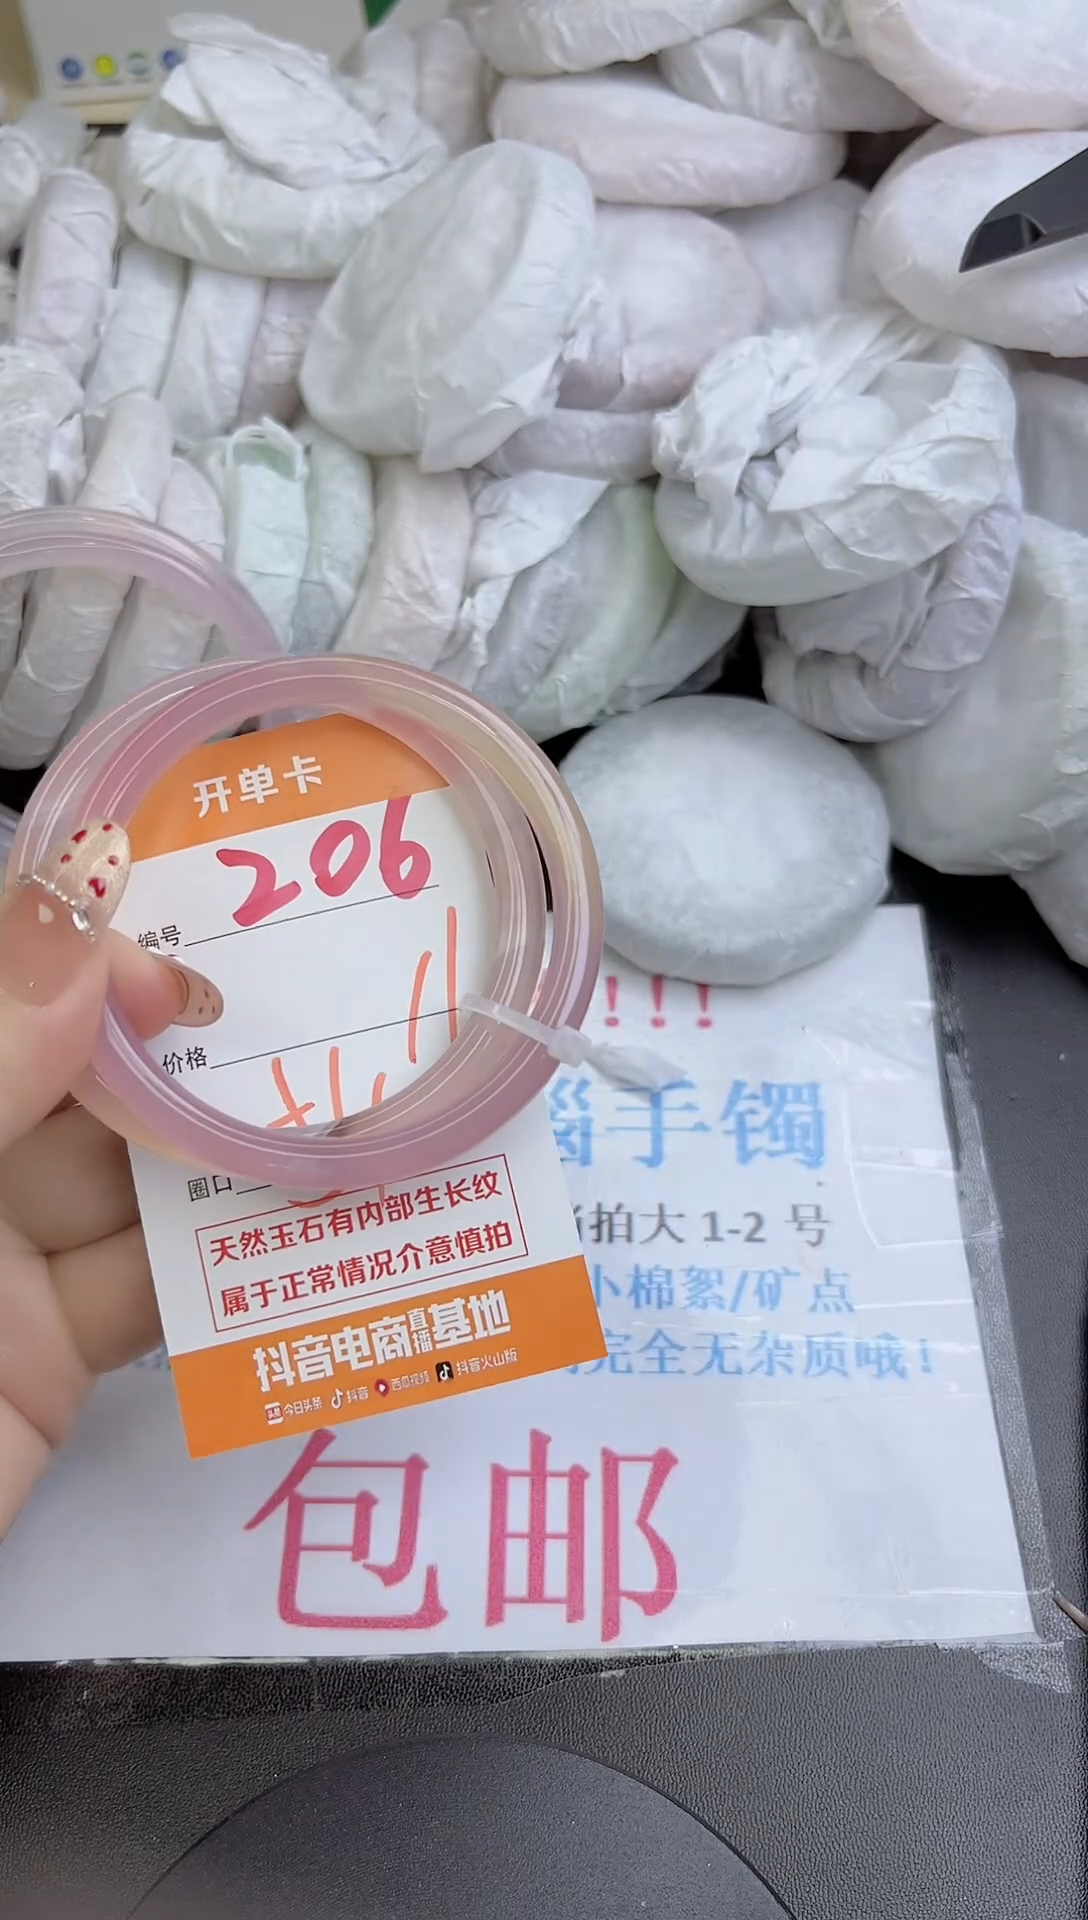 开单卡
编号 206
价格
圈口
天然玉石有内部生长纹
属于正常情况介意慎拍
抖音电商直播基地
头条 今日头条 抖音 西瓜视频 抖音火山版
!!!
手镯
拍大 1-2 号
小棉絮/矿点
完全无杂质哦！
包邮